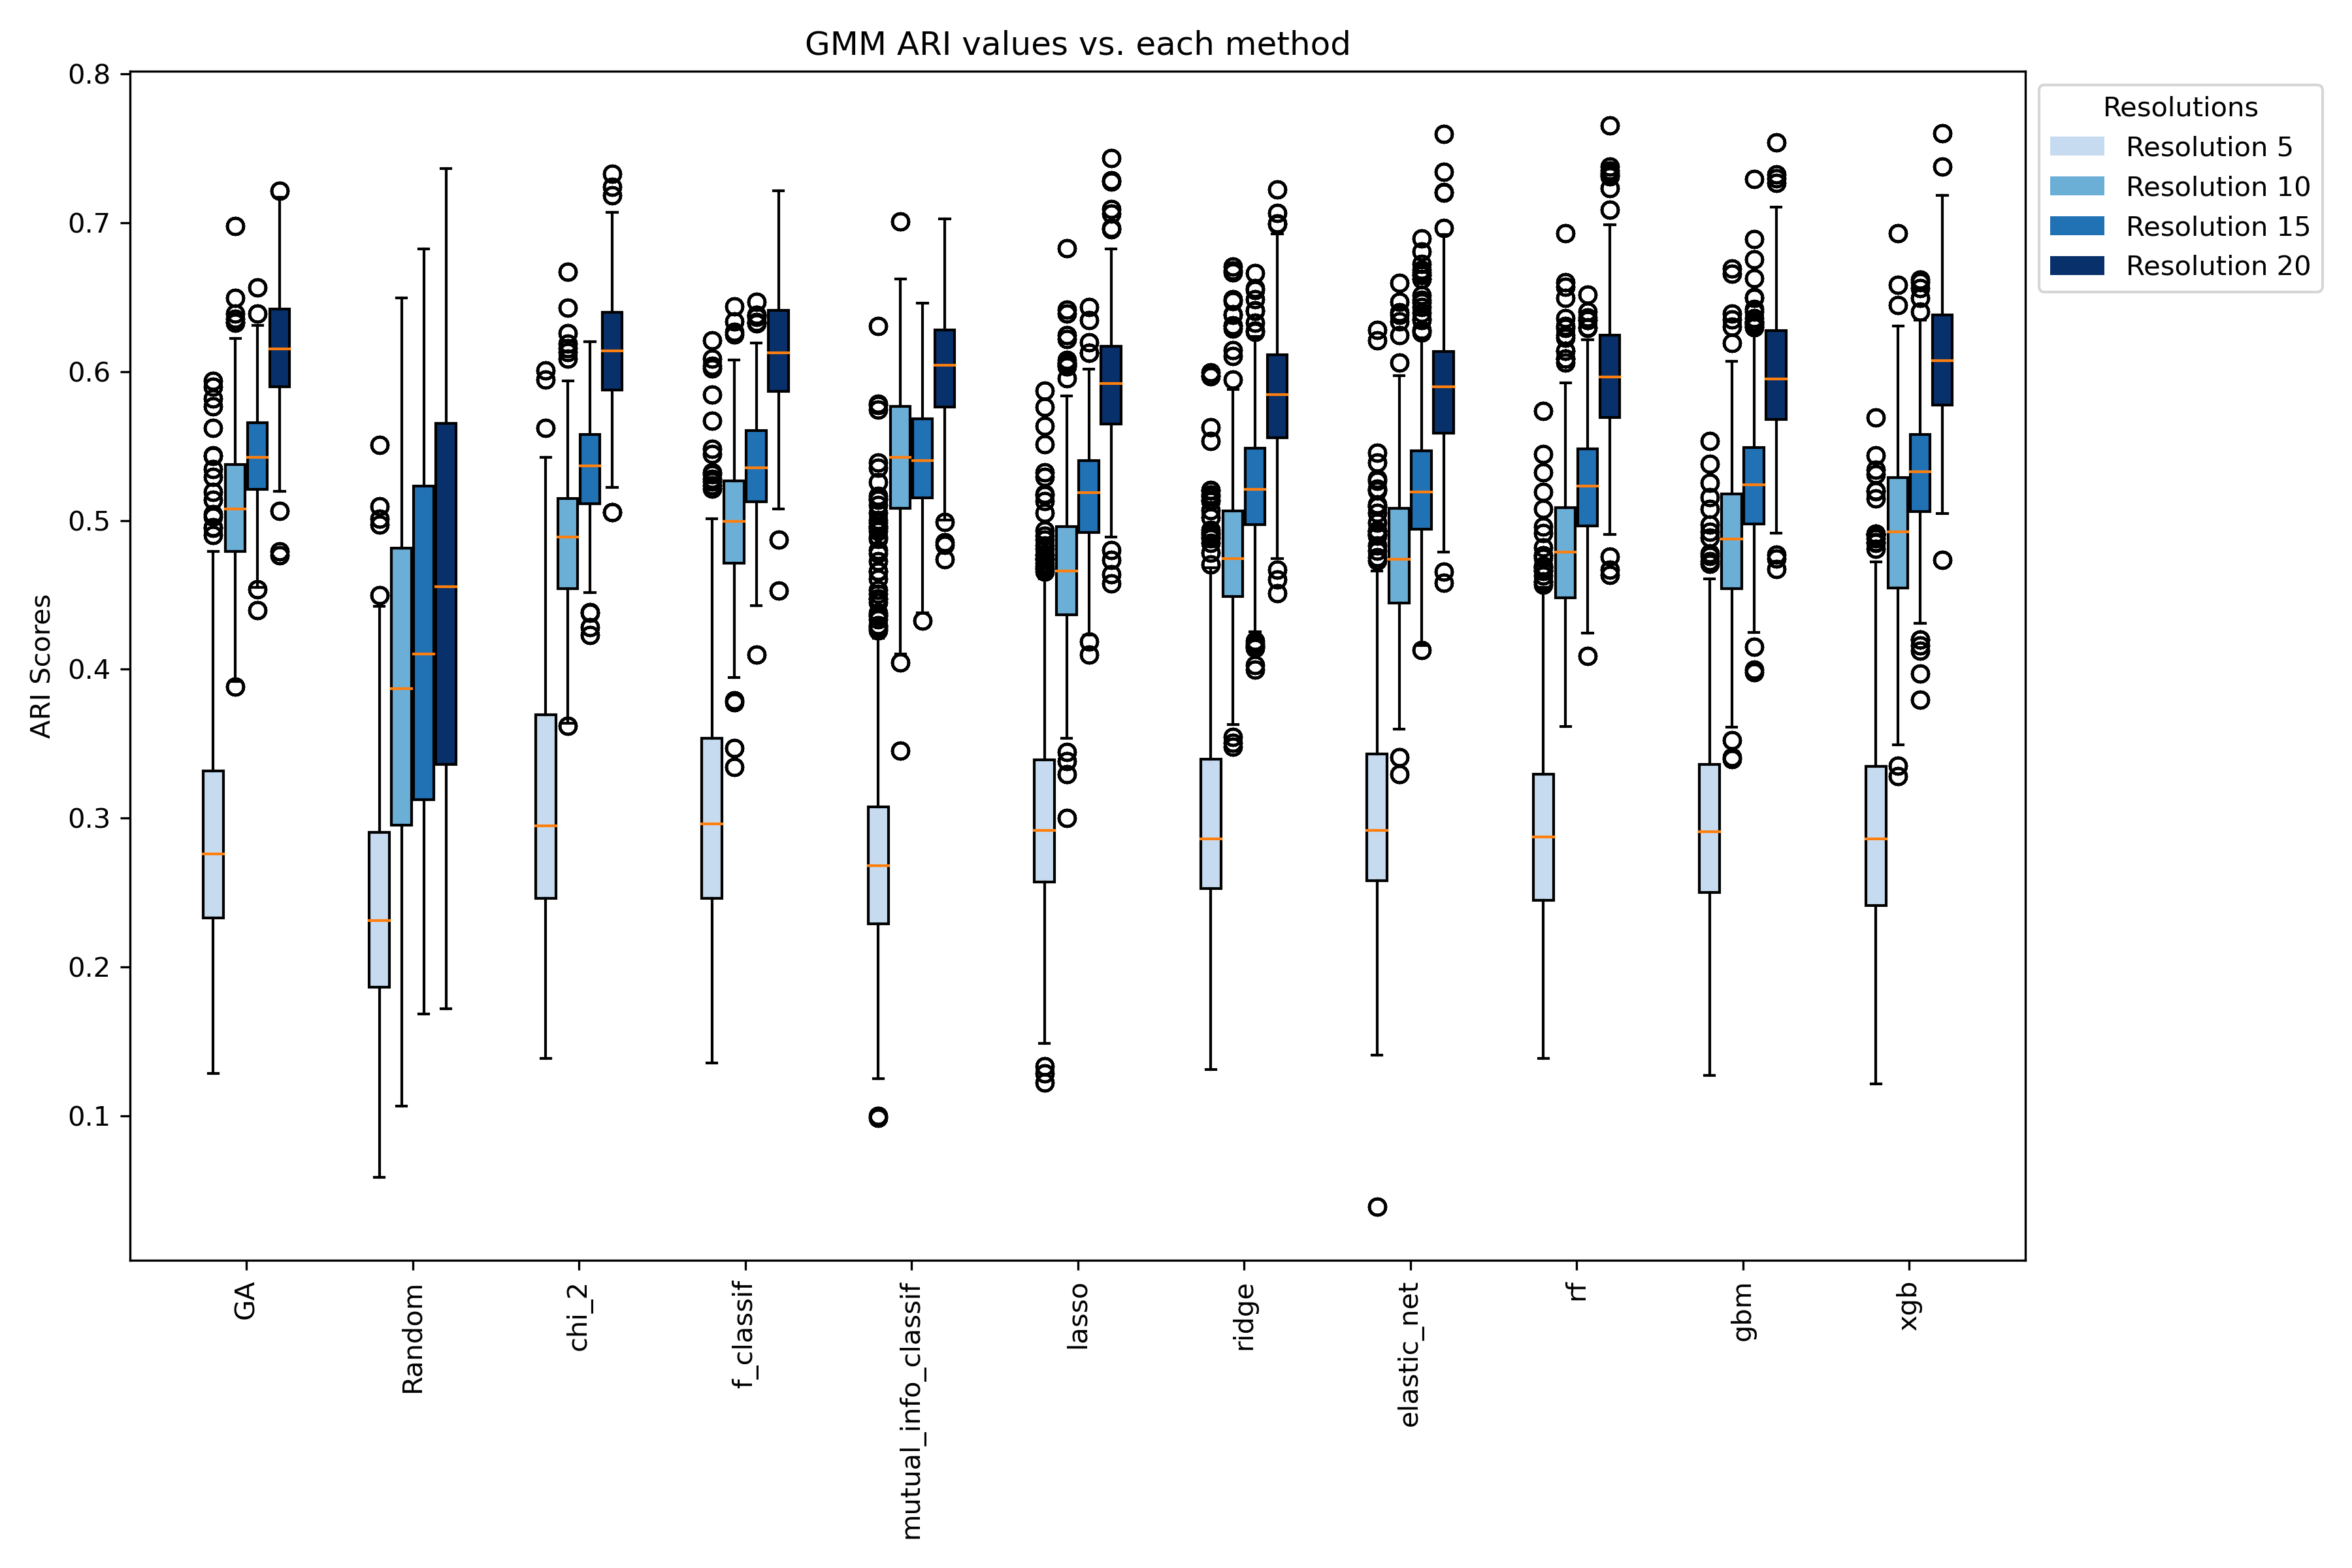 GMM ARI values vs. each method
Resolutions
Resolution 5
Resolution 10
Resolution 15
Resolution 20
ARI Scores
0.8
0.7
0.6
0.5
0.4
0.3
0.2
0.1
GA
Random
chi_2
f_classif
mutual_info_classif
lasso
ridge
elastic_net
rf
gbm
xgb